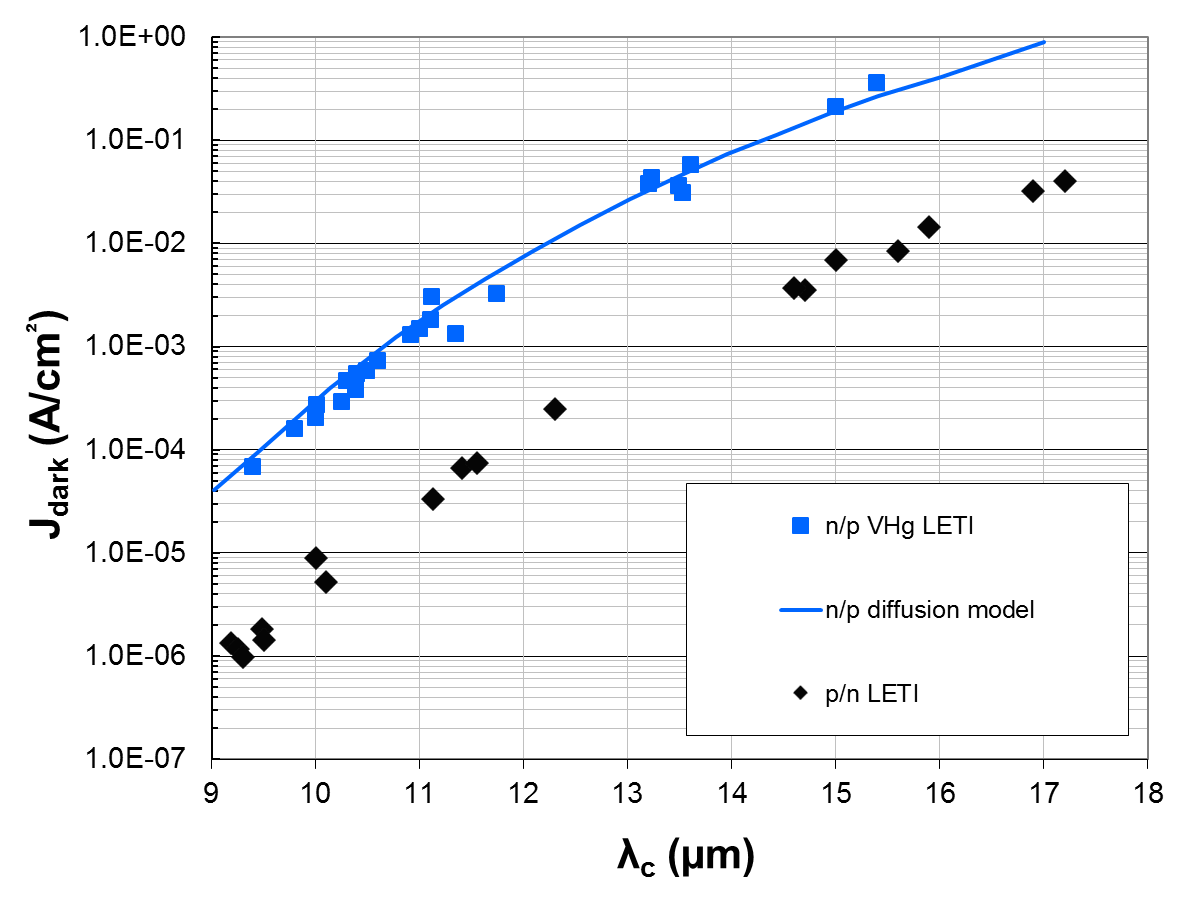 1.0E+00
1.0E-01
1.0E-02
1.0E-03
1.0E-04
1.0E-05
1.0E-06
1.0E-07
J_dark (A/cm²)
n/p VHg LETI
n/p diffusion model
p/n LETI
9 10 11 12 13 14 15 16 17 18
λ_c (µm)